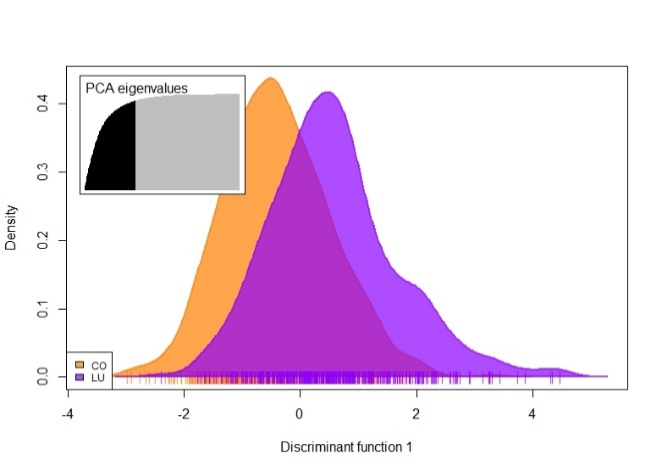 PCA eigenvalues
Density
0.0 0.1 0.2 0.3 0.4
CO
LU
-4 -2 0 2 4
Discriminant function 1